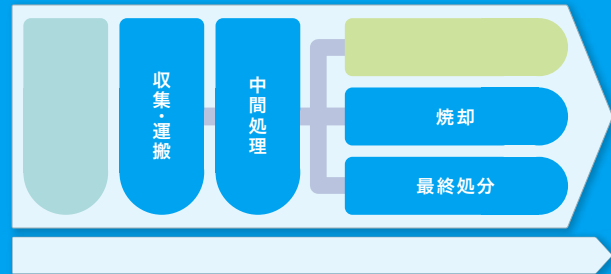 収集・運搬
中間処理
焼却
最終処分